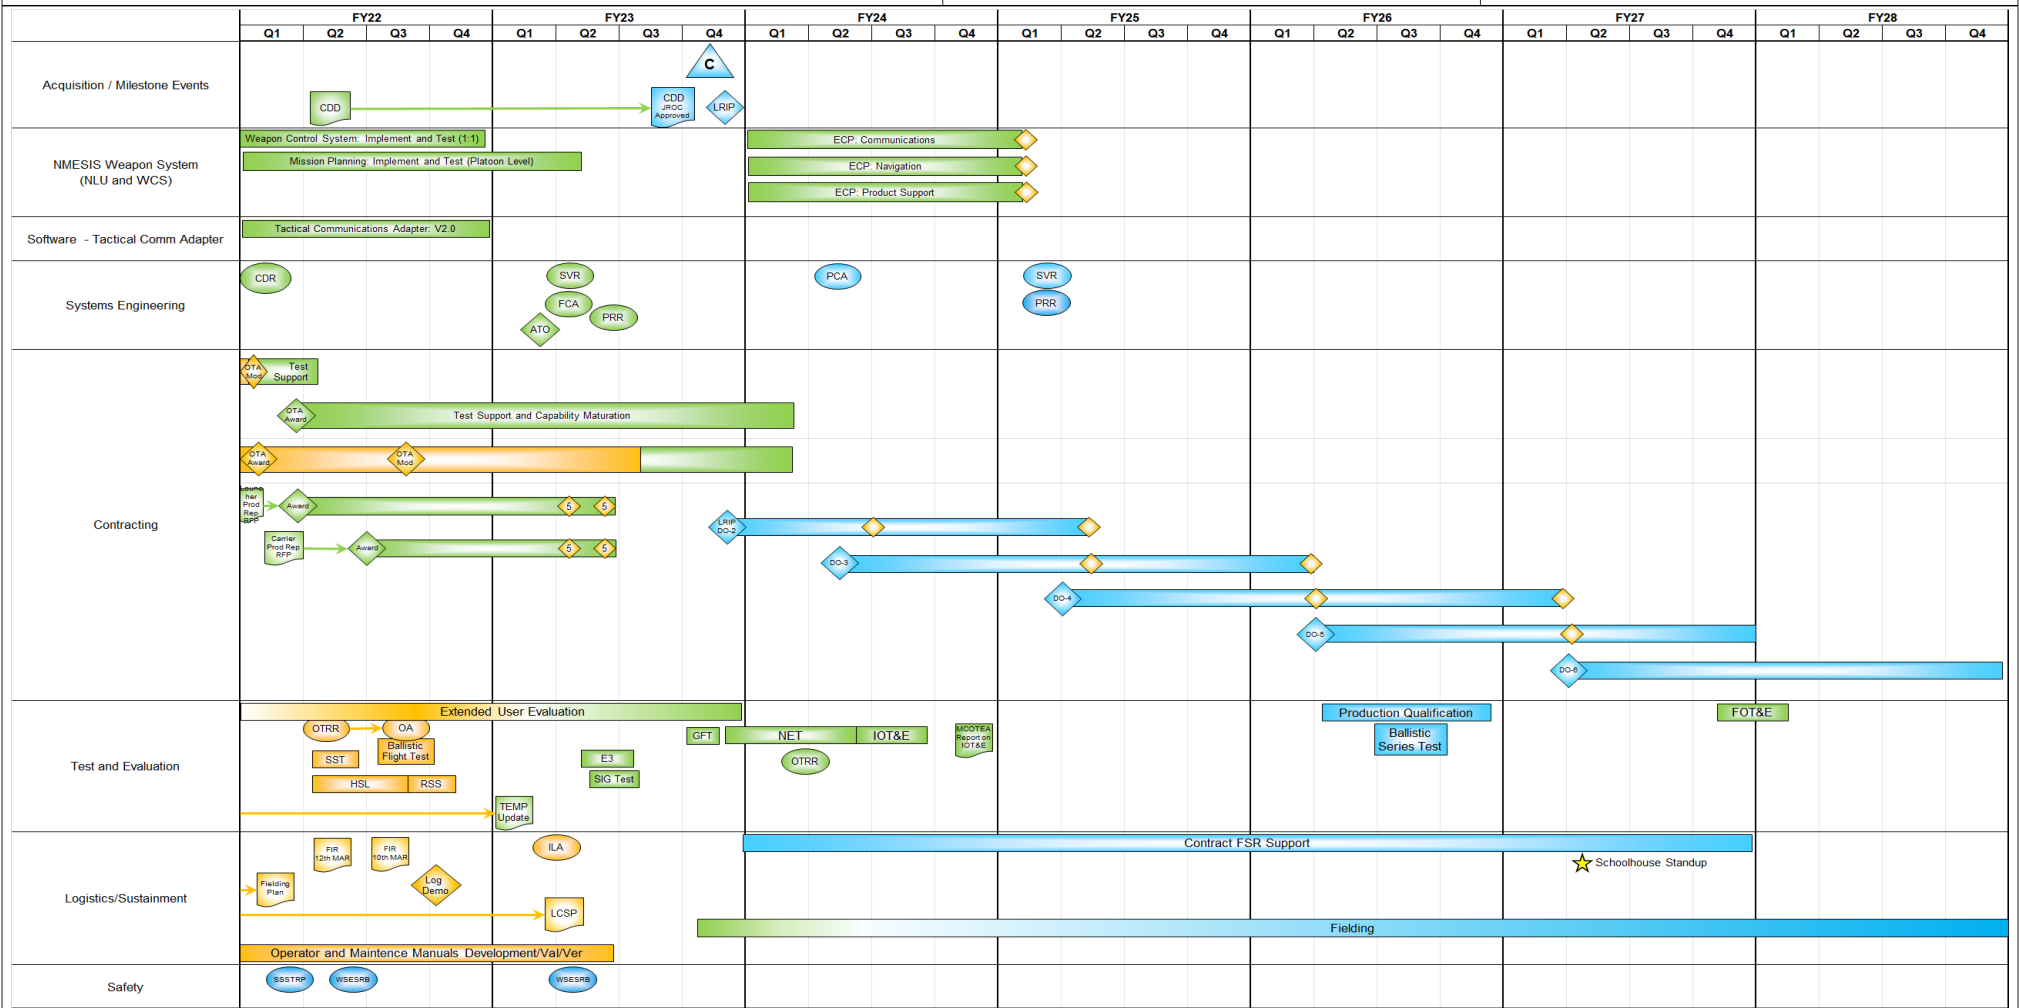 FY22 FY23 FY24 FY25 FY26 FY27 FY28
Q1 Q2 Q3 Q4 Q1 Q2 Q3 Q4 Q1 Q2 Q3 Q4 Q1 Q2 Q3 Q4 Q1 Q2 Q3 Q4 Q1 Q2 Q3 Q4 Q1 Q2 Q3 Q4
Acquisition / Milestone Events
C
CDD
CDD
JROC
Approved
LRIP
NMESIS Weapon System
(NLU and WCS)
Weapon Control System: Implement and Test (1:1)
Mission Planning: Implement and Test (Platoon Level)
ECP: Communications
ECP: Navigation
ECP: Product Support
Software - Tactical Comm Adapter
Tactical Communications Adapter: V2.0
Systems Engineering
CDR
SVR
FCA
PRR
ATO
PCA
SVR
PRR
Contracting
OTA
Mod
Test
Support
OTA
Award
Test Support and Capability Maturation
OTA
Award
OTA
Mod
Launc
her
Prod
Rep
RFP
Award
5
5
Carrier
Prod Rep
RFP
Award
5
5
LRIP
DO-2
DO-3
DO-4
DO-5
DO-6
Test and Evaluation
Extended User Evaluation
OTRR
OA
Ballistic
Flight Test
SST
HSL
RSS
E3
SIG Test
TEMP
Update
GFT
NET
IOT&E
OTRR
MCOTEA
Report on
IOT&E
Production Qualification
Ballistic
Series Test
FOT&E
Logistics/Sustainment
FIR
12th MAR
FIR
10th MAR
Fielding
Plan
Log
Demo
ILA
LCSP
Contract FSR Support
Schoolhouse Standup
Fielding
Operator and Maintence Manuals Development/Val/Ver
Safety
SSSTRP
WSESRB
WSESRB